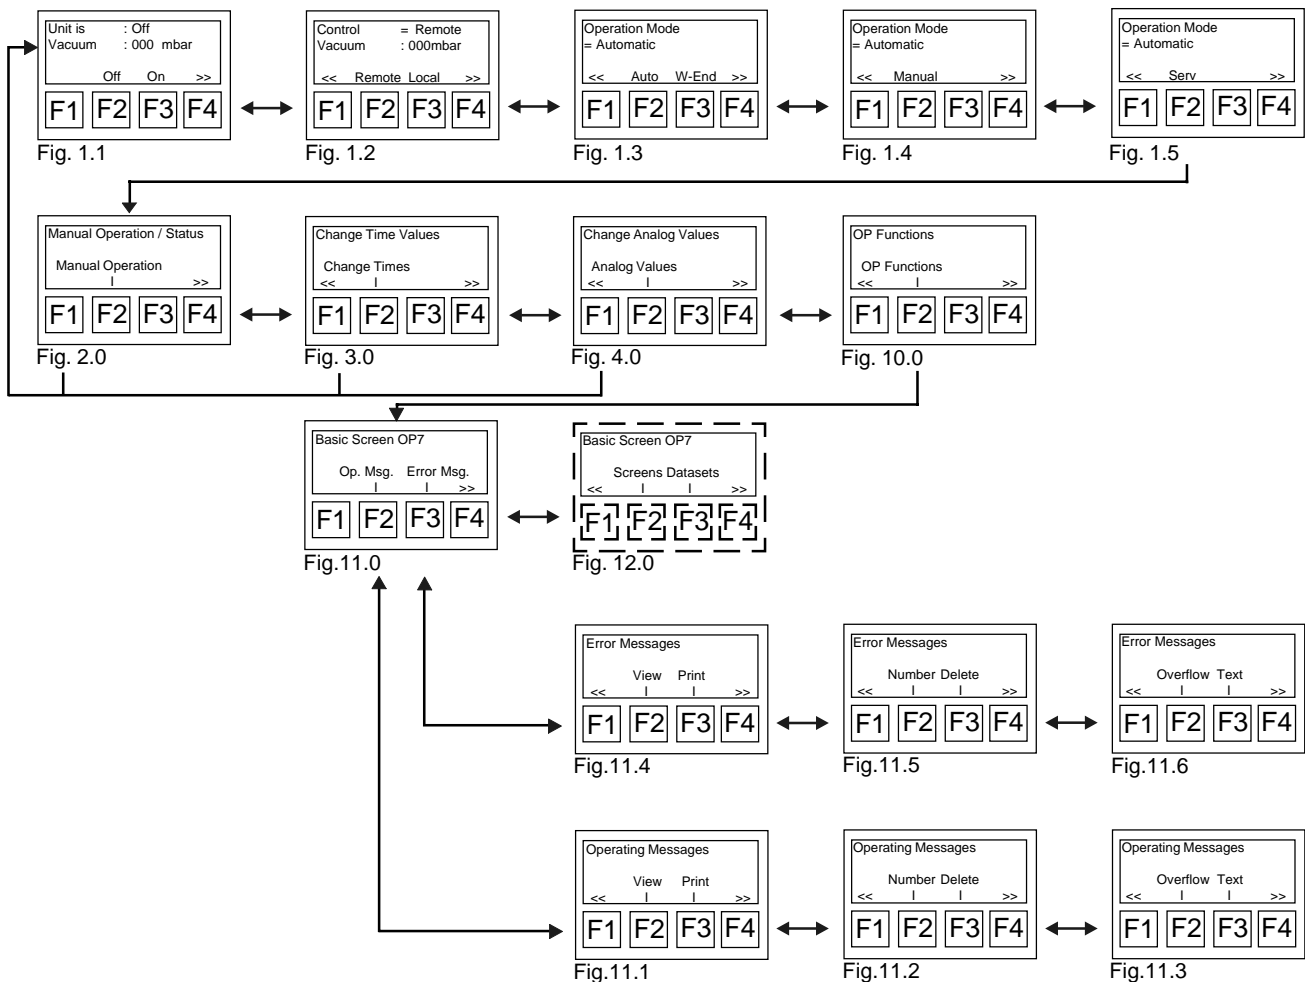 Unit is : Off
Vacuum : 000 mbar
Off On >>
F1 F2 F3 F4
Fig. 1.1
Control = Remote
Vacuum : 000mbar
<< Remote Local >>
F1 F2 F3 F4
Fig. 1.2
Operation Mode
= Automatic
<< Auto W-End >>
F1 F2 F3 F4
Fig. 1.3
Operation Mode
= Automatic
<< Manual >>
F1 F2 F3 F4
Fig. 1.4
Operation Mode
= Automatic
<< Serv >>
F1 F2 F3 F4
Fig. 1.5
Manual Operation / Status
Manual Operation
>>
F1 F2 F3 F4
Fig. 2.0
Change Time Values
Change Times
<< >>
F1 F2 F3 F4
Fig. 3.0
Change Analog Values
Analog Values
<< >>
F1 F2 F3 F4
Fig. 4.0
OP Functions
OP Functions
<< >>
F1 F2 F3 F4
Fig. 10.0
Basic Screen OP7
Op. Msg. Error Msg.
>>
F1 F2 F3 F4
Fig.11.0
Basic Screen OP7
Screens Datasets
<< >>
F1 F2 F3 F4
Fig. 12.0
Error Messages
View Print
<< >>
F1 F2 F3 F4
Fig.11.4
Error Messages
Number Delete
<< >>
F1 F2 F3 F4
Fig.11.5
Error Messages
Overflow Text
<< >>
F1 F2 F3 F4
Fig.11.6
Operating Messages
View Print
<< >>
F1 F2 F3 F4
Fig.11.1
Operating Messages
Number Delete
<< >>
F1 F2 F3 F4
Fig.11.2
Operating Messages
Overflow Text
<< >>
F1 F2 F3 F4
Fig.11.3